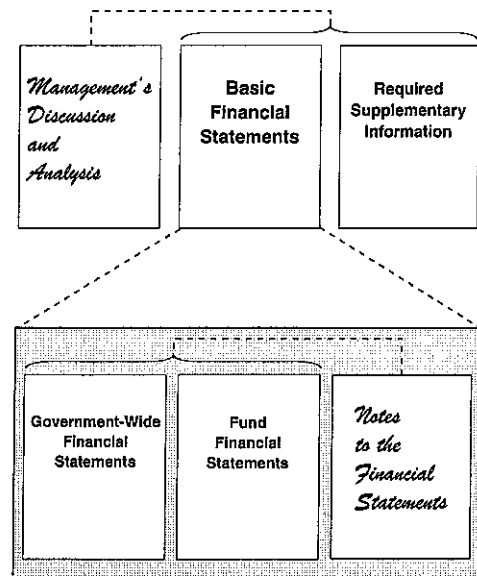 Management's
Discussion
and
Analysis
Basic
Financial
Statements
Required
Supplementary
Information
Government-Wide
Financial
Statements
Fund
Financial
Statements
Notes
to the
Financial
Statements